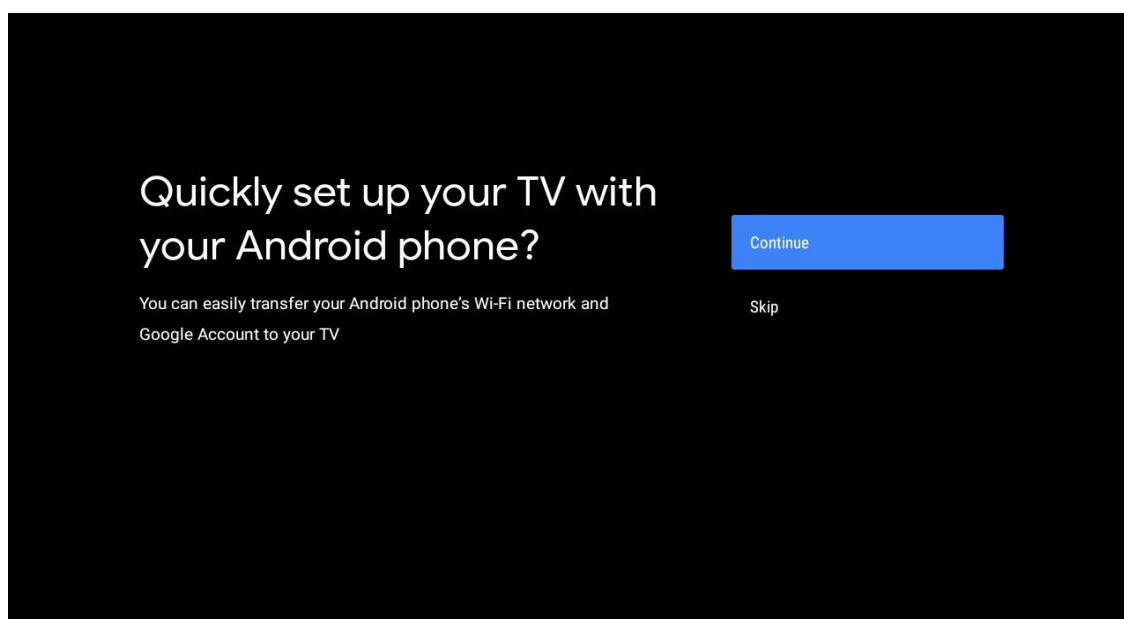 Quickly set up your TV with
your Android phone?
You can easily transfer your Android phone’s Wi-Fi network and
Google Account to your TV
Continue
Skip